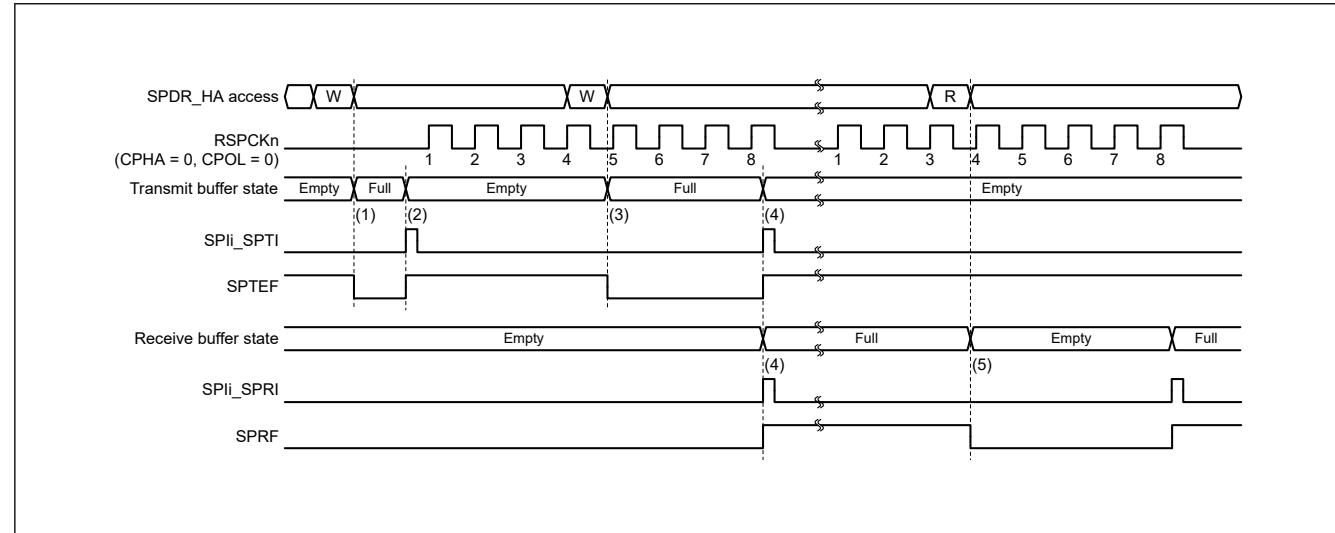 SPDR_HA access W W R
RSPCKn
(CPHA = 0, CPOL = 0) 1 2 3 4 5 6 7 8 1 2 3 4 5 6 7 8
Transmit buffer state Empty Full Empty Full Empty
(1) (2) (3) (4)
SPIi_SPTI
SPTEF
Receive buffer state Empty Full Empty Full
(4) (5)
SPIi_SPRI
SPRF